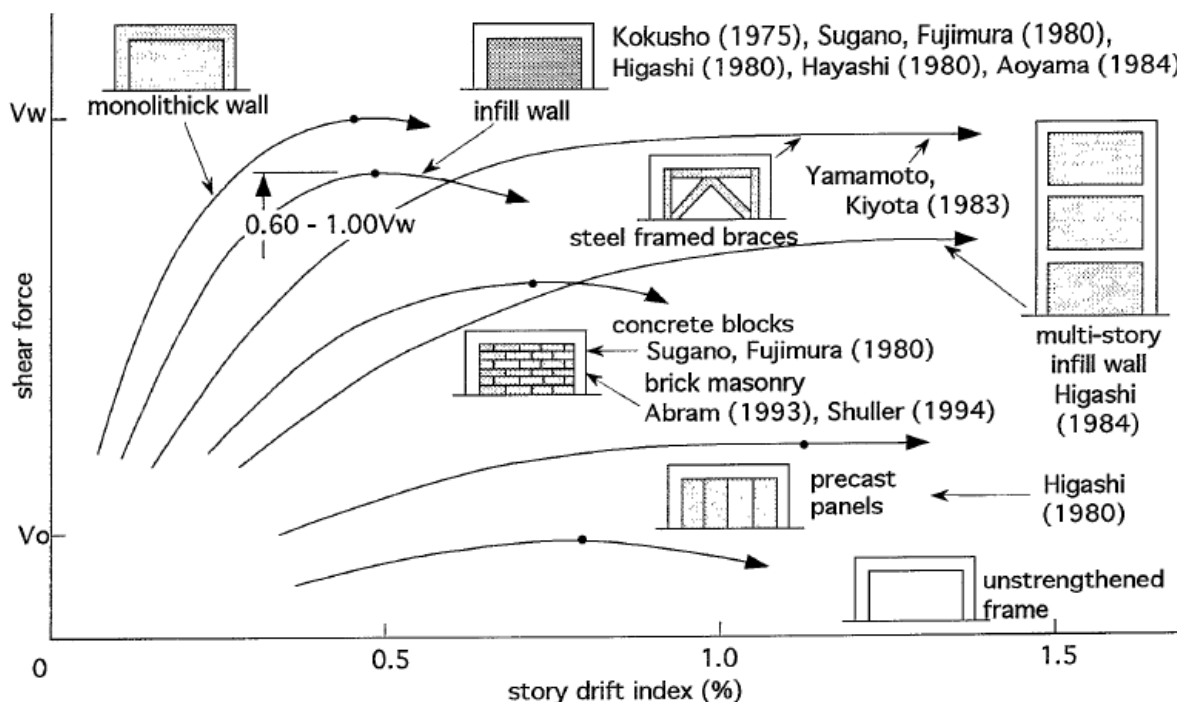 Kokusho (1975), Sugano, Fujimura (1980),
Higashi (1980), Hayashi (1980), Aoyama (1984)
monolithick wall
infill wall
Vw
0.60 - 1.00Vw
Yamamoto,
Kiyota (1983)
steel framed braces
shear force
concrete blocks
Sugano, Fujimura (1980)
brick masonry
Abram (1993), Shuller (1994)
multi-story
infill wall
Higashi
(1984)
precast
panels
Higashi
(1980)
Vo
unstrengthened
frame
0
0.5
1.0
1.5
story drift index (%)